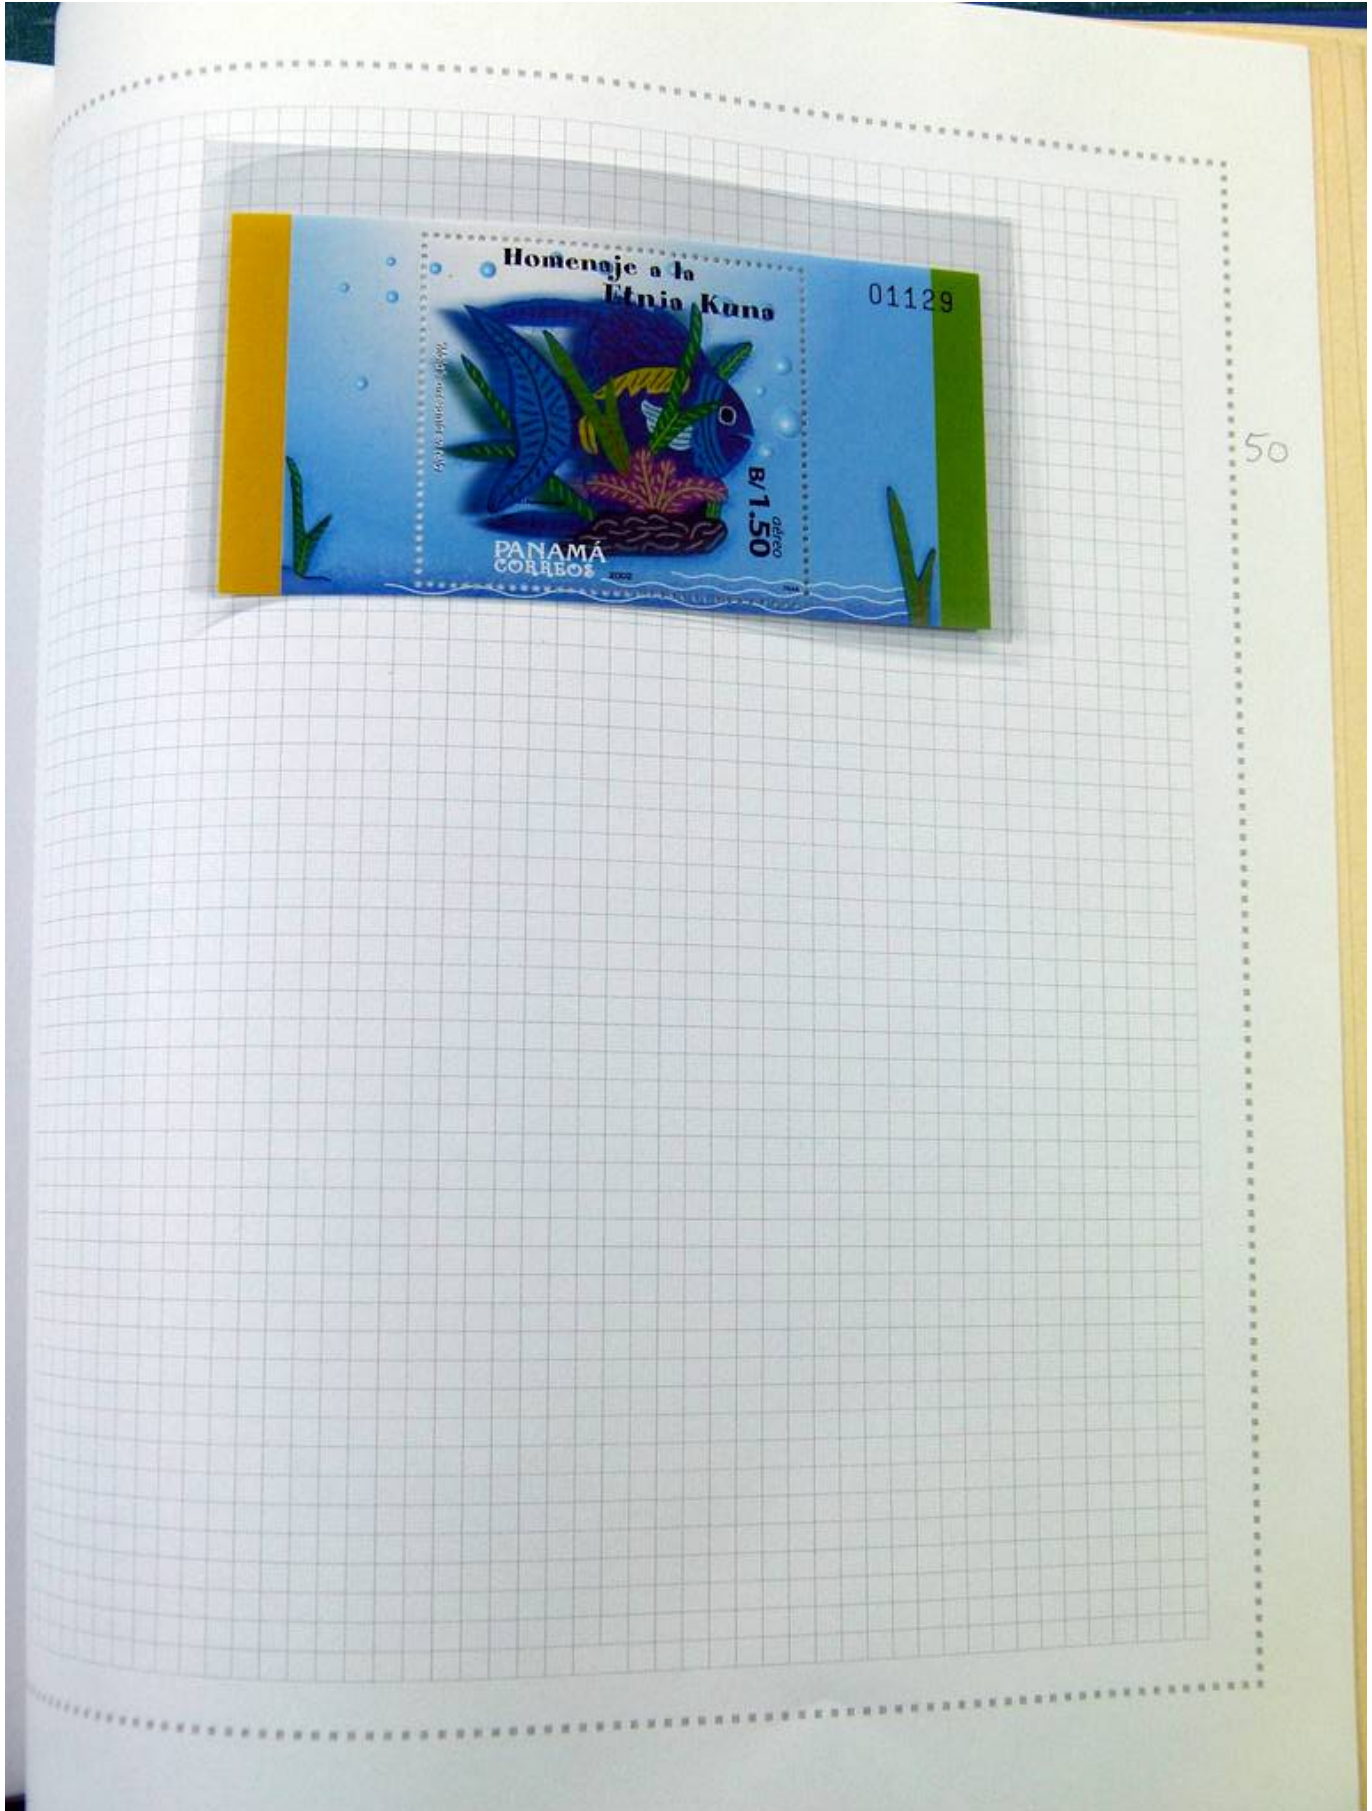 Homenaje a la
Etnia Kuna
01129
B/1.50
aéreo
PANAMÁ
CORREOS 2002
50